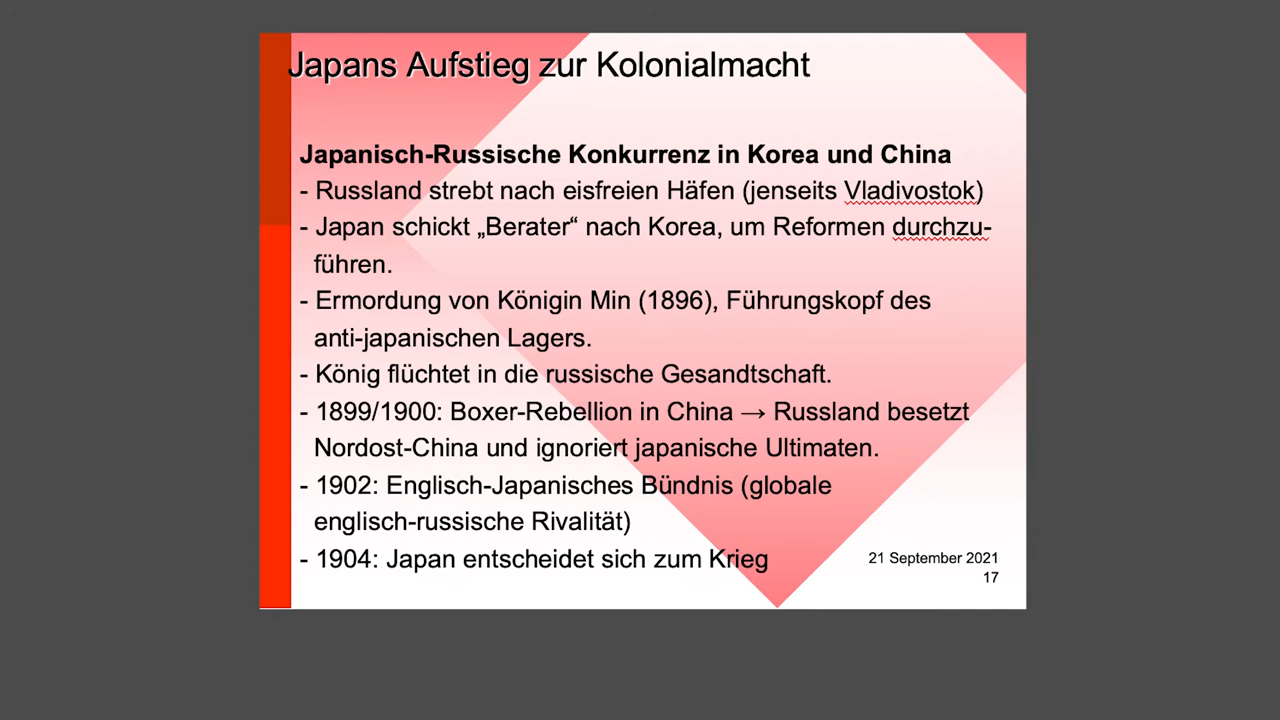 Japans Aufstieg zur Kolonialmacht
Japanisch-Russische Konkurrenz in Korea und China
- Russland strebt nach eisfreien Häfen (jenseits Vladivostok)
- Japan schickt „Berater“ nach Korea, um Reformen durchzu-
führen.
- Ermordung von Königin Min (1896), Führungskopf des
anti-japanischen Lagers.
- König flüchtet in die russische Gesandtschaft.
- 1899/1900: Boxer-Rebellion in China → Russland besetzt
Nordost-China und ignoriert japanische Ultimaten.
- 1902: Englisch-Japanisches Bündnis (globale
englisch-russische Rivalität)
- 1904: Japan entscheidet sich zum Krieg
21 September 2021
17